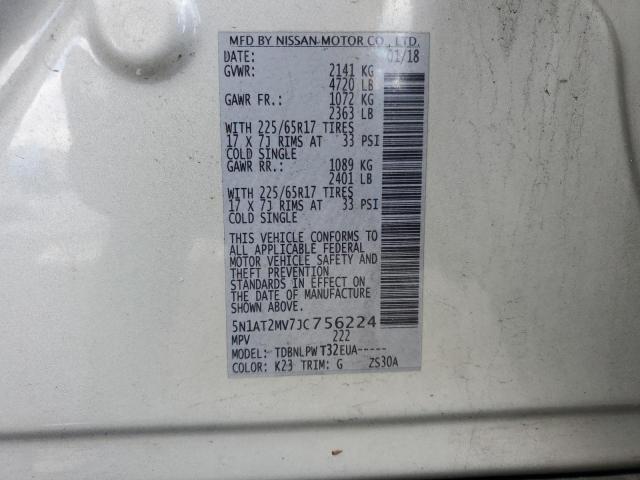 MFD BY NISSAN MOTOR CO., LTD.
DATE: 01/18
GVWR: 2141 KG
4720 LB
GAWR FR.: 1072 KG
2363 LB
WITH 225/65R17 TIRES
17 X 7J RIMS AT 33 PSI
COLD SINGLE
GAWR RR.: 1089 KG
2401 LB
WITH 225/65R17 TIRES
17 X 7J RIMS AT 33 PSI
COLD SINGLE
THIS VEHICLE CONFORMS TO
ALL APPLICABLE FEDERAL
MOTOR VEHICLE SAFETY AND
THEFT PREVENTION
STANDARDS IN EFFECT ON
THE DATE OF MANUFACTURE
SHOWN ABOVE.
5N1AT2MV7JC756224
MPV 222
MODEL: TDBNLPW T32EUA-----
COLOR: K23 TRIM: G ZS30A